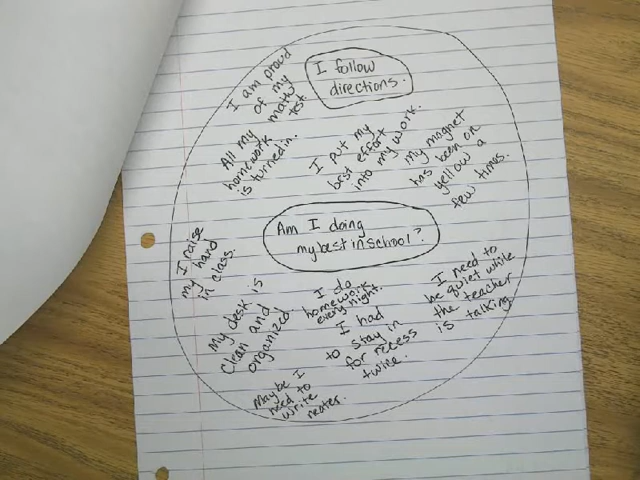 I am proud
of my
math
test.
I follow
directions.
All my
homework
is turned in.
I put my
best effort
into my work.
my magnet
has been on
yellow a
few times.
Am I doing
my best in school?
I raise
my hand
in class.
My desk is
clean and
organized
I do
homework
every night.
I had
to stay in
for recess
twice.
I need to
be quiet while
the teacher
is talking.
Maybe I
need to
write
neater.